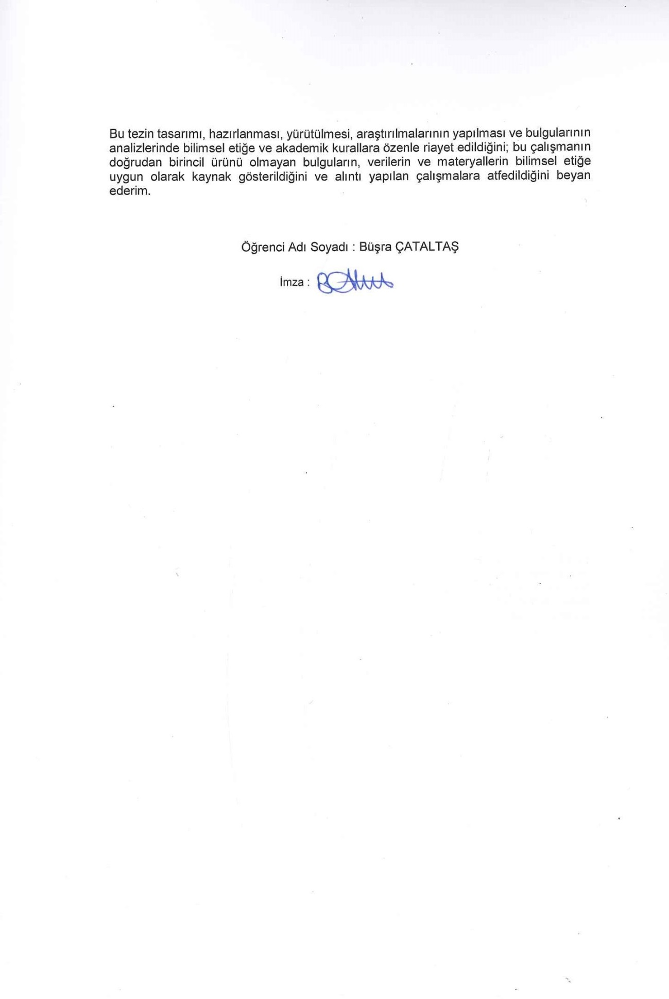 Bu tezin tasarımı, hazırlanması, yürütülmesi, araştırılmalarının yapılması ve bulgularının
analizlerinde bilimsel etiğe ve akademik kurallara özenle riayet edildiğini; bu çalışmanın
doğrudan birincil ürünü olmayan bulguların, verilerin ve materyallerin bilimsel etiğe
uygun olarak kaynak gösterildiğini ve alıntı yapılan çalışmalara atfedildiğini beyan
ederim.
Öğrenci Adı Soyadı : Büşra ÇATALTAŞ
İmza :